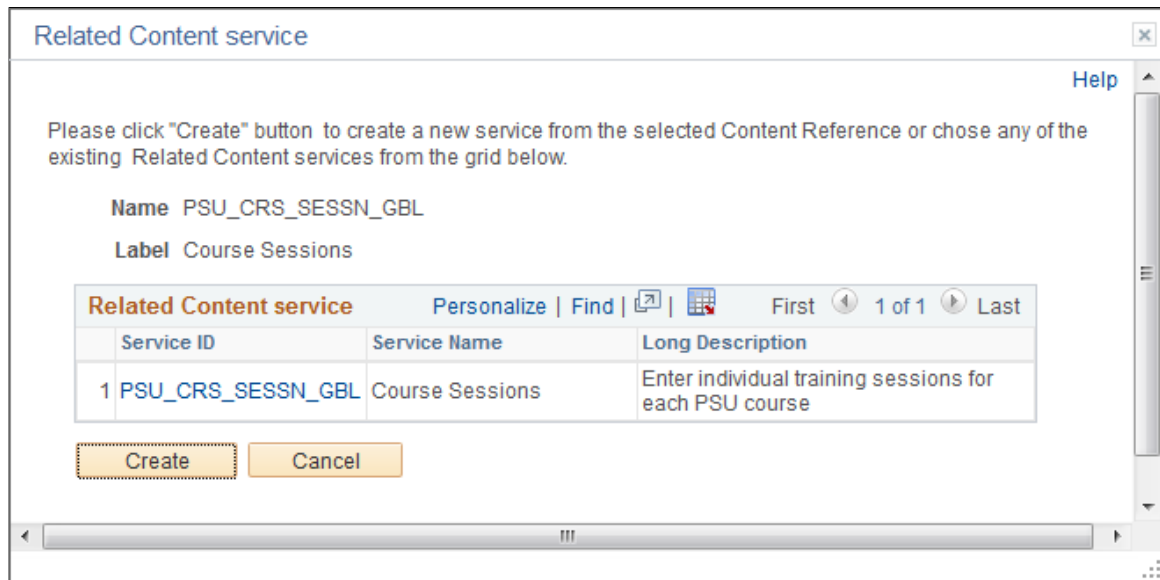 Related Content service
Help
Please click "Create" button to create a new service from the selected Content Reference or chose any of the
existing Related Content services from the grid below.
Name PSU_CRS_SESSN_GBL
Label Course Sessions
Related Content service Personalize | Find | | First 1 of 1 Last
Service ID Service Name Long Description
1 PSU_CRS_SESSN_GBL Course Sessions Enter individual training sessions for
each PSU course
Create Cancel